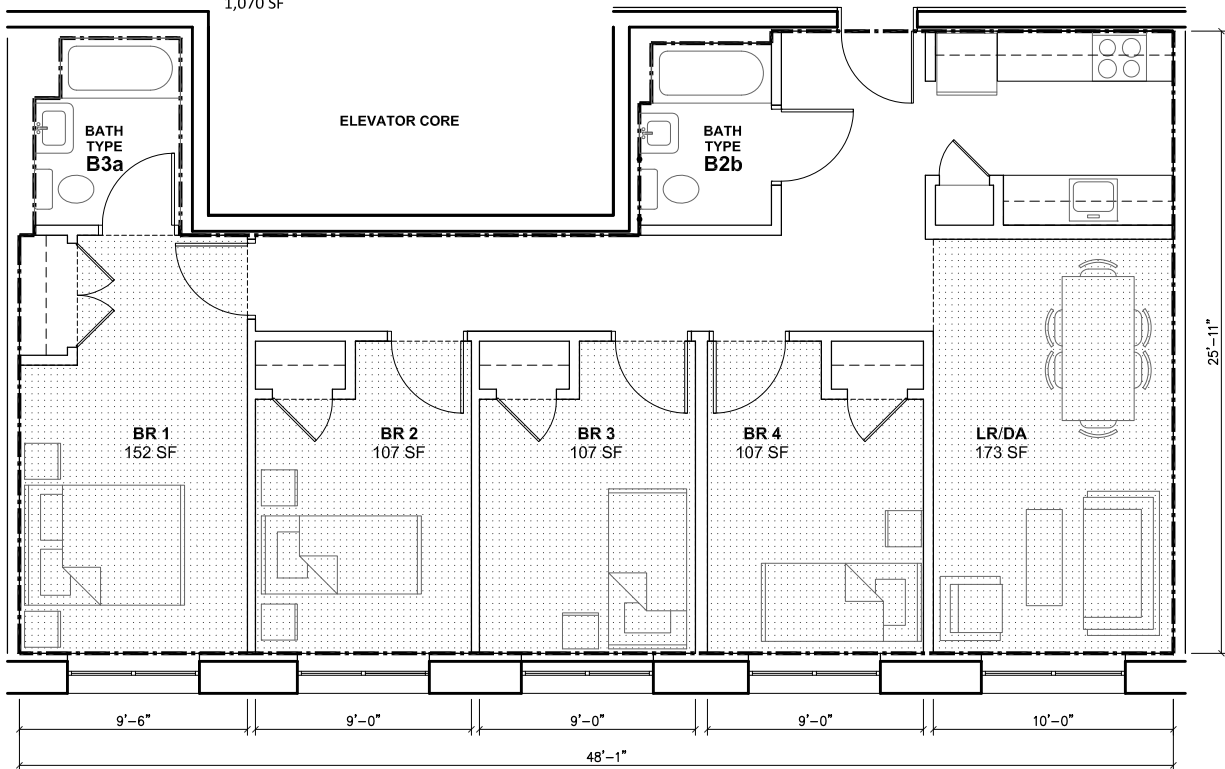 1,070 SF
ELEVATOR CORE
BATH
TYPE
B3a
BATH
TYPE
B2b
25'-11"
BR 1
152 SF
BR 2
107 SF
BR 3
107 SF
BR 4
107 SF
LR/DA
173 SF
9'-6"
9'-0"
9'-0"
9'-0"
10'-0"
48'-1"